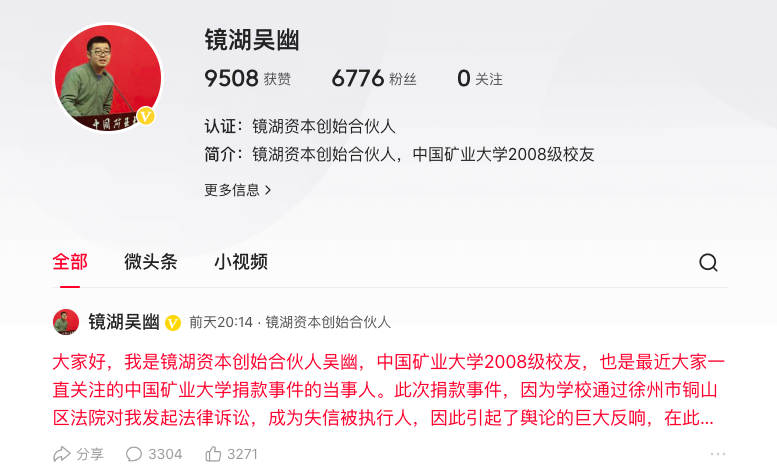 镜湖吴幽
9508 获赞 6776 粉丝 0 关注
认证：镜湖资本创始合伙人
简介：镜湖资本创始合伙人，中国矿业大学2008级校友
更多信息
全部 微头条 小视频
镜湖吴幽 前天20:14 · 镜湖资本创始合伙人
大家好，我是镜湖资本创始合伙人吴幽，中国矿业大学2008级校友，也是最近大家一
直关注的中国矿业大学捐款事件的当事人。此次捐款事件，因为学校通过徐州市铜山
区法院对我发起法律诉讼，成为失信被执行人，因此引起了舆论的巨大反响，在此...
分享 3304 3271